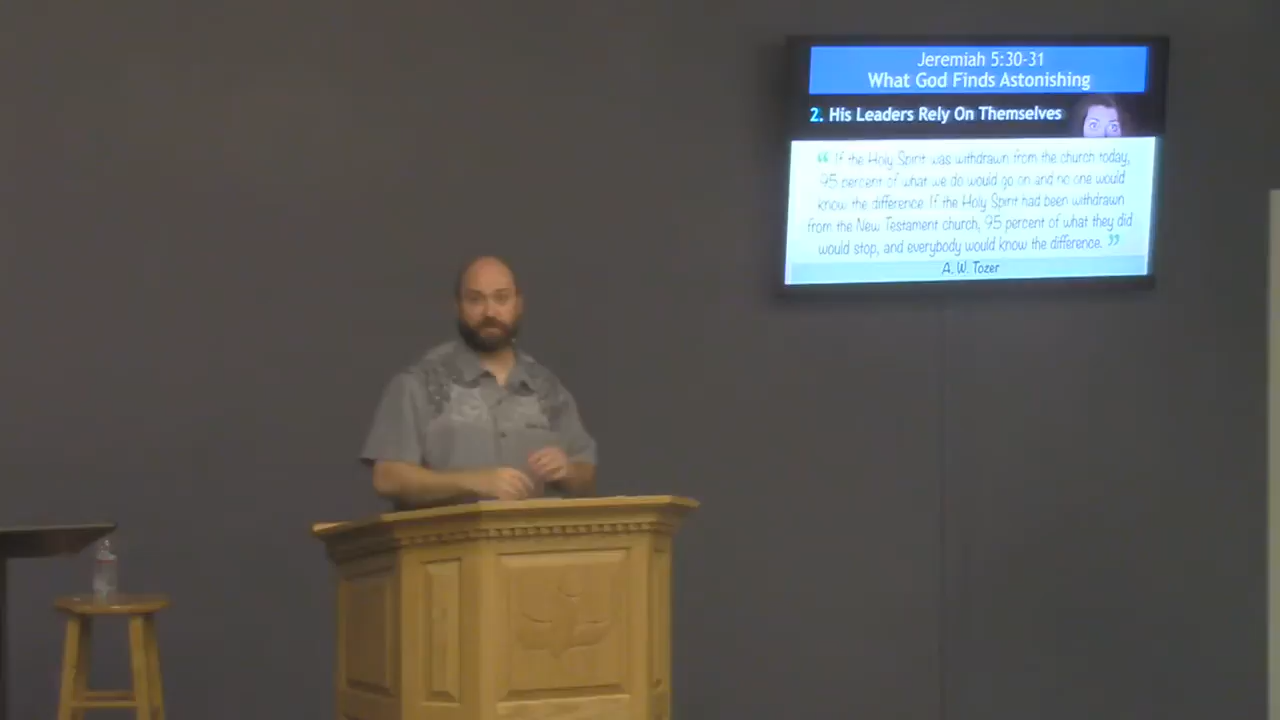 Jeremiah 5:30-31
What God Finds Astonishing
2. His Leaders Rely On Themselves
“ If the Holy Spirit was withdrawn from the church today,
95 percent of what we do would go on and no one would
know the difference. If the Holy Spirit had been withdrawn
from the New Testament church, 95 percent of what they did
would stop, and everybody would know the difference. ”
A. W. Tozer